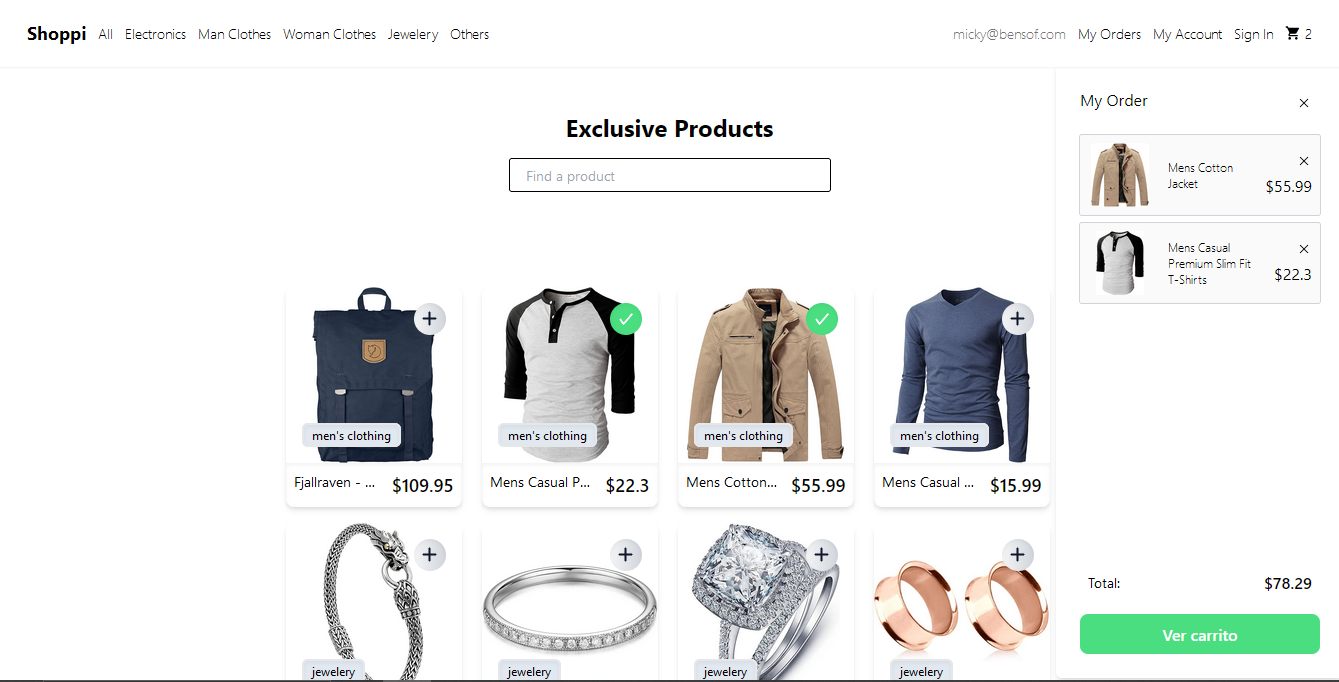 Shoppi All Electronics Man Clothes Woman Clothes Jewelery Others micky@bensof.com My Orders My Account Sign In 2
Exclusive Products
Find a product
men's clothing
Fjallraven - ... $109.95
men's clothing
Mens Casual P... $22.3
men's clothing
Mens Cotton... $55.99
men's clothing
Mens Casual ... $15.99
jewelery
jewelery
jewelery
jewelery
My Order
Mens Cotton
Jacket
$55.99
Mens Casual
Premium Slim Fit
T-Shirts
$22.3
Total: $78.29
Ver carrito